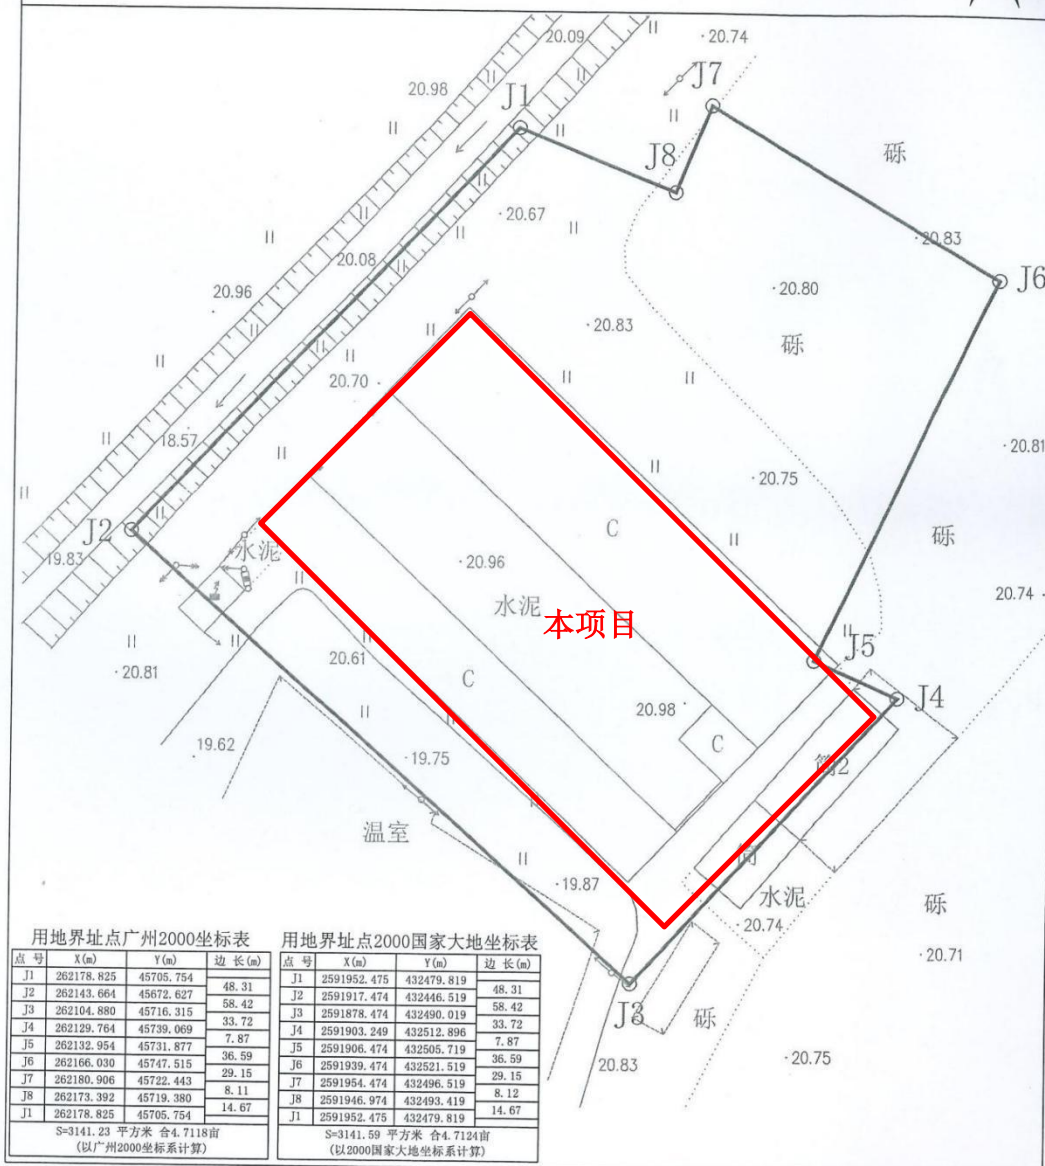 20.09
·20.74
J7
20.98
J1
砾
J8
·20.67
·20.83
20.08
J6
20.96
·20.80
·20.83
砾
20.70
·20.81
18.57
·20.75
C
J2
砾
19.83
水泥
·20.96
20.74
水泥
本项目
·20.81
20.61
J5
C
20.98
J4
·19.62
·19.75
C
简2
温室
简
·19.87
水泥
砾
·20.74
·20.71
J3
砾
20.83
·20.75
用地界址点广州2000坐标表
点 号 X(m) Y(m) 边 长(m)
J1 262178.825 45705.754
48.31
J2 262143.664 45672.627
58.42
J3 262104.880 45716.315
33.72
J4 262129.764 45739.069
7.87
J5 262132.954 45731.877
36.59
J6 262166.030 45747.515
29.15
J7 262180.906 45722.443
8.11
J8 262173.392 45719.380
14.67
J1 262178.825 45705.754
S=3141.23 平方米 合4.7118亩
(以广州2000坐标系计算)
用地界址点2000国家大地坐标表
点 号 X(m) Y(m) 边 长(m)
J1 2591952.475 432479.819
48.31
J2 2591917.474 432446.519
58.42
J3 2591878.474 432490.019
33.72
J4 2591903.249 432512.896
7.87
J5 2591906.474 432505.719
36.59
J6 2591939.474 432521.519
29.15
J7 2591954.474 432496.519
8.12
J8 2591946.974 432493.419
14.67
J1 2591952.475 432479.819
S=3141.59 平方米 合4.7124亩
(以2000国家大地坐标系计算)